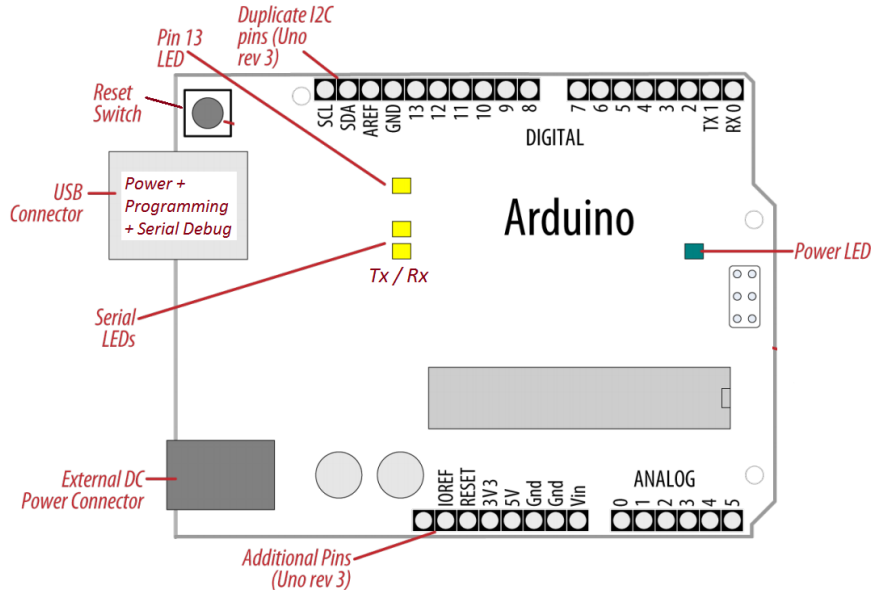 Duplicate I2C
pins (Uno
rev 3)
Pin 13
LED
Reset
Switch
SCL
SDA
AREF
GND
13
12
11
10
9
8
7
6
5
4
3
2
TX 1
RX 0
DIGITAL
USB
Connector
Power +
Programming
+ Serial Debug
Arduino
Power LED
Tx / Rx
Serial
LEDs
External DC
Power Connector
IOREF
RESET
3V3
5V
Gnd
Gnd
Vin
ANALOG
0
1
2
3
4
5
Additional Pins
(Uno rev 3)